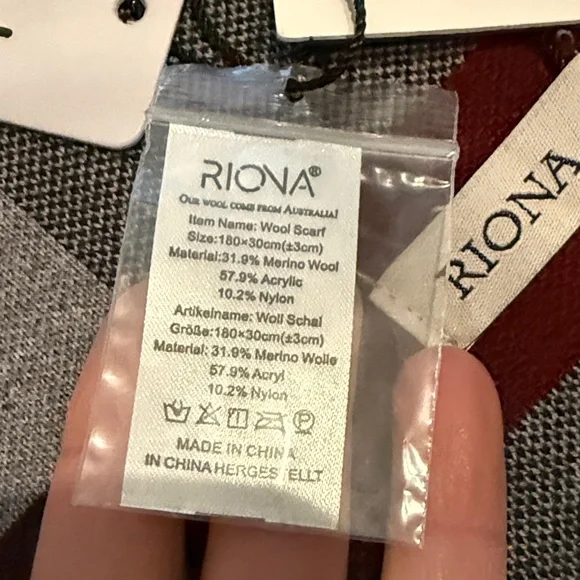 RIONA®
OUR WOOL COMES FROM AUSTRALIA!
Item Name: Wool Scarf
Size:180×30cm(±3cm)
Material:31.9% Merino Wool
57.9% Acrylic
10.2% Nylon
Artikelname: Woll Schal
Größe:180×30cm(±3cm)
Material: 31.9% Merino Wolle
57.9% Acryl
10.2% Nylon
MADE IN CHINA
IN CHINA HERGESTELLT
RIONA